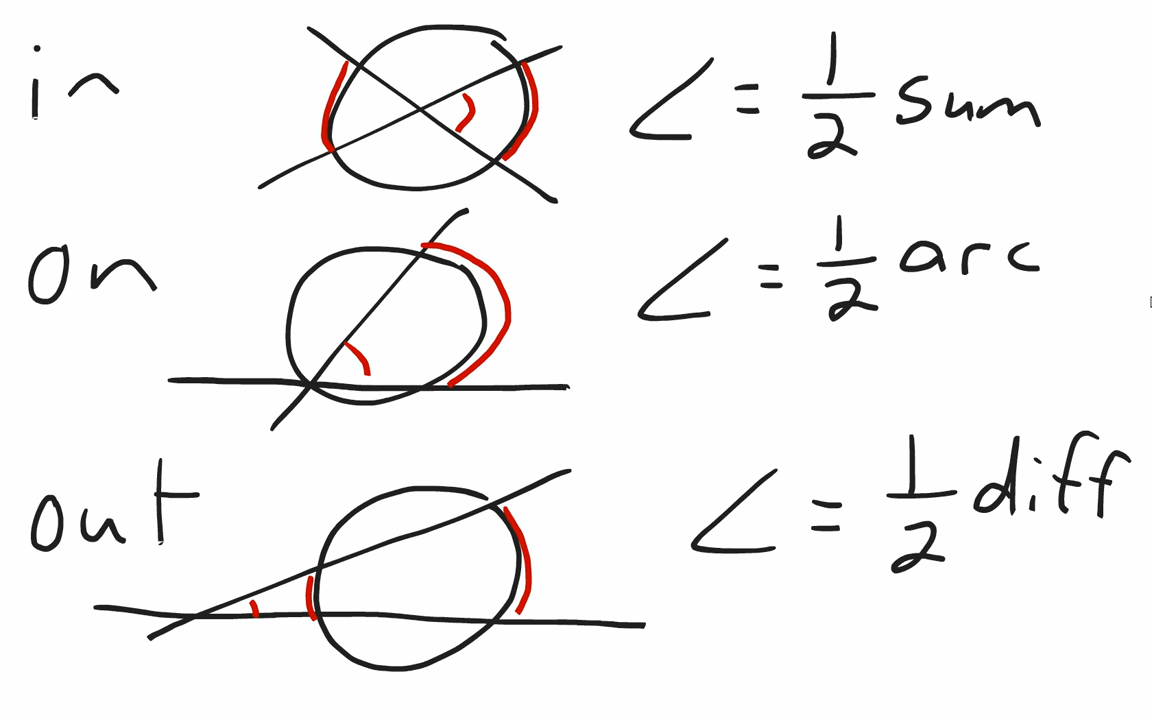 in ∠ = 1/2 sum
on ∠ = 1/2 arc
out ∠ = 1/2 diff